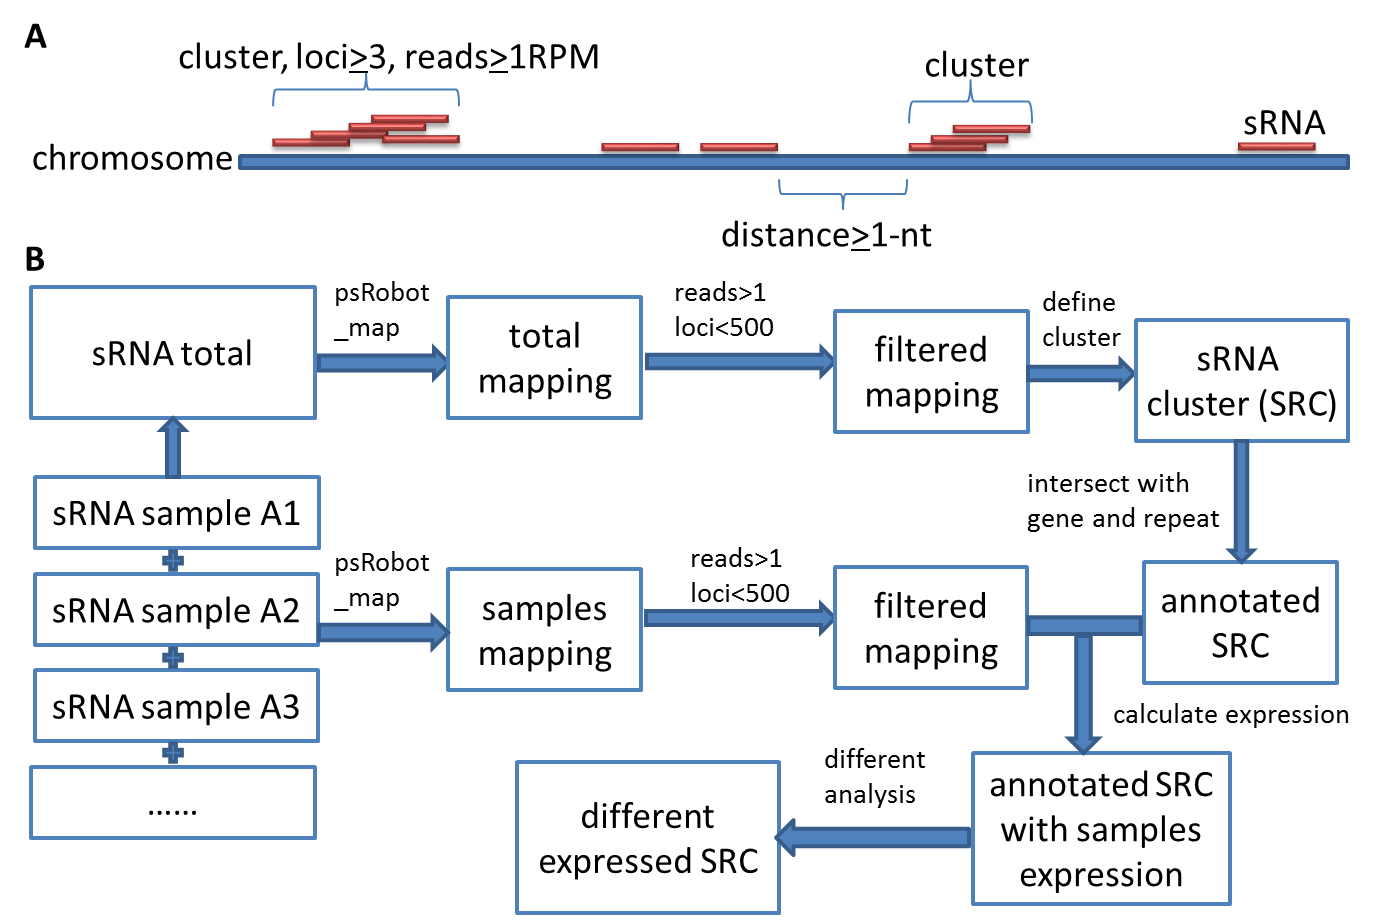 A
cluster, loci≥3, reads≥1RPM
cluster
sRNA
chromosome
distance≥1-nt
B
sRNA total
psRobot
_map
total
mapping
reads>1
loci<500
filtered
mapping
define
cluster
sRNA
cluster (SRC)
intersect with
gene and repeat
sRNA sample A1
sRNA sample A2
sRNA sample A3
......
psRobot
_map
samples
mapping
reads>1
loci<500
filtered
mapping
annotated
SRC
calculate expression
annotated SRC
with samples
expression
different
analysis
different
expressed SRC